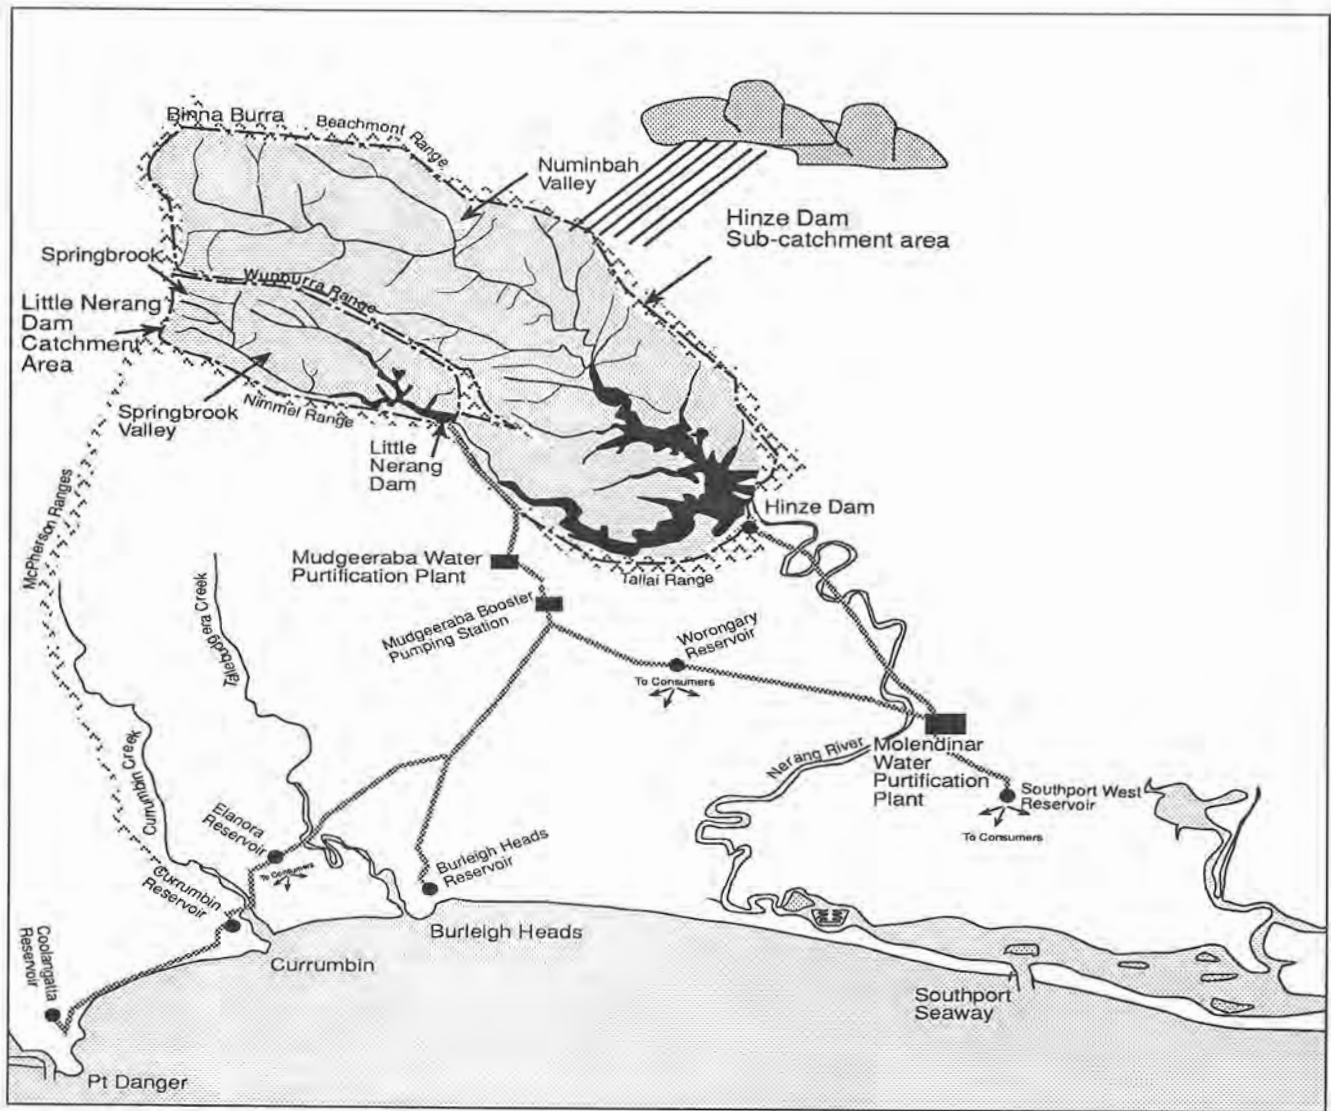 Binna Burra
Beachmont Range
Numinbah
Valley
Hinze Dam
Sub-catchment area
Springbrook
Wunburra Range
Little Nerang
Dam
Catchment
Area
Springbrook
Valley
Nimmel Range
Little
Nerang
Dam
Hinze Dam
McPherson Ranges
Mudgeeraba Water
Purtification Plant
Tallai Range
Tallebudgera Creek
Mudgeeraba Booster
Pumping Station
Worongary
Reservoir
To Consumers
Currumbin Creek
Nerang River
Molendinar
Water
Purtification
Plant
Southport West
Reservoir
To Consumers
Elanora
Reservoir
To Consumers
Burleigh Heads
Reservoir
Currumbin
Reservoir
Coolangatta
Reservoir
Burleigh Heads
Currumbin
Southport
Seaway
Pt Danger